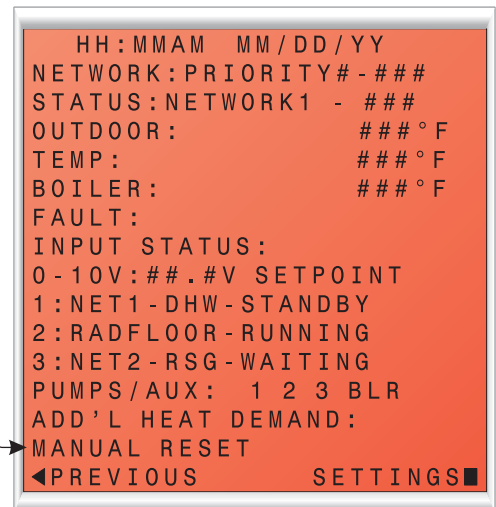 HH:MMAM MM/DD/YY
NETWORK:PRIORITY#-###
STATUS:NETWORK1 - ###
OUTDOOR: ###°F
TEMP: ###°F
BOILER: ###°F
FAULT:
INPUT STATUS:
0-10V:##.#V SETPOINT
1:NET1-DHW-STANDBY
2:RADFLOOR-RUNNING
3:NET2-RSG-WAITING
PUMPS/AUX: 1 2 3 BLR
ADD'L HEAT DEMAND:
MANUAL RESET
◀PREVIOUS SETTINGS■